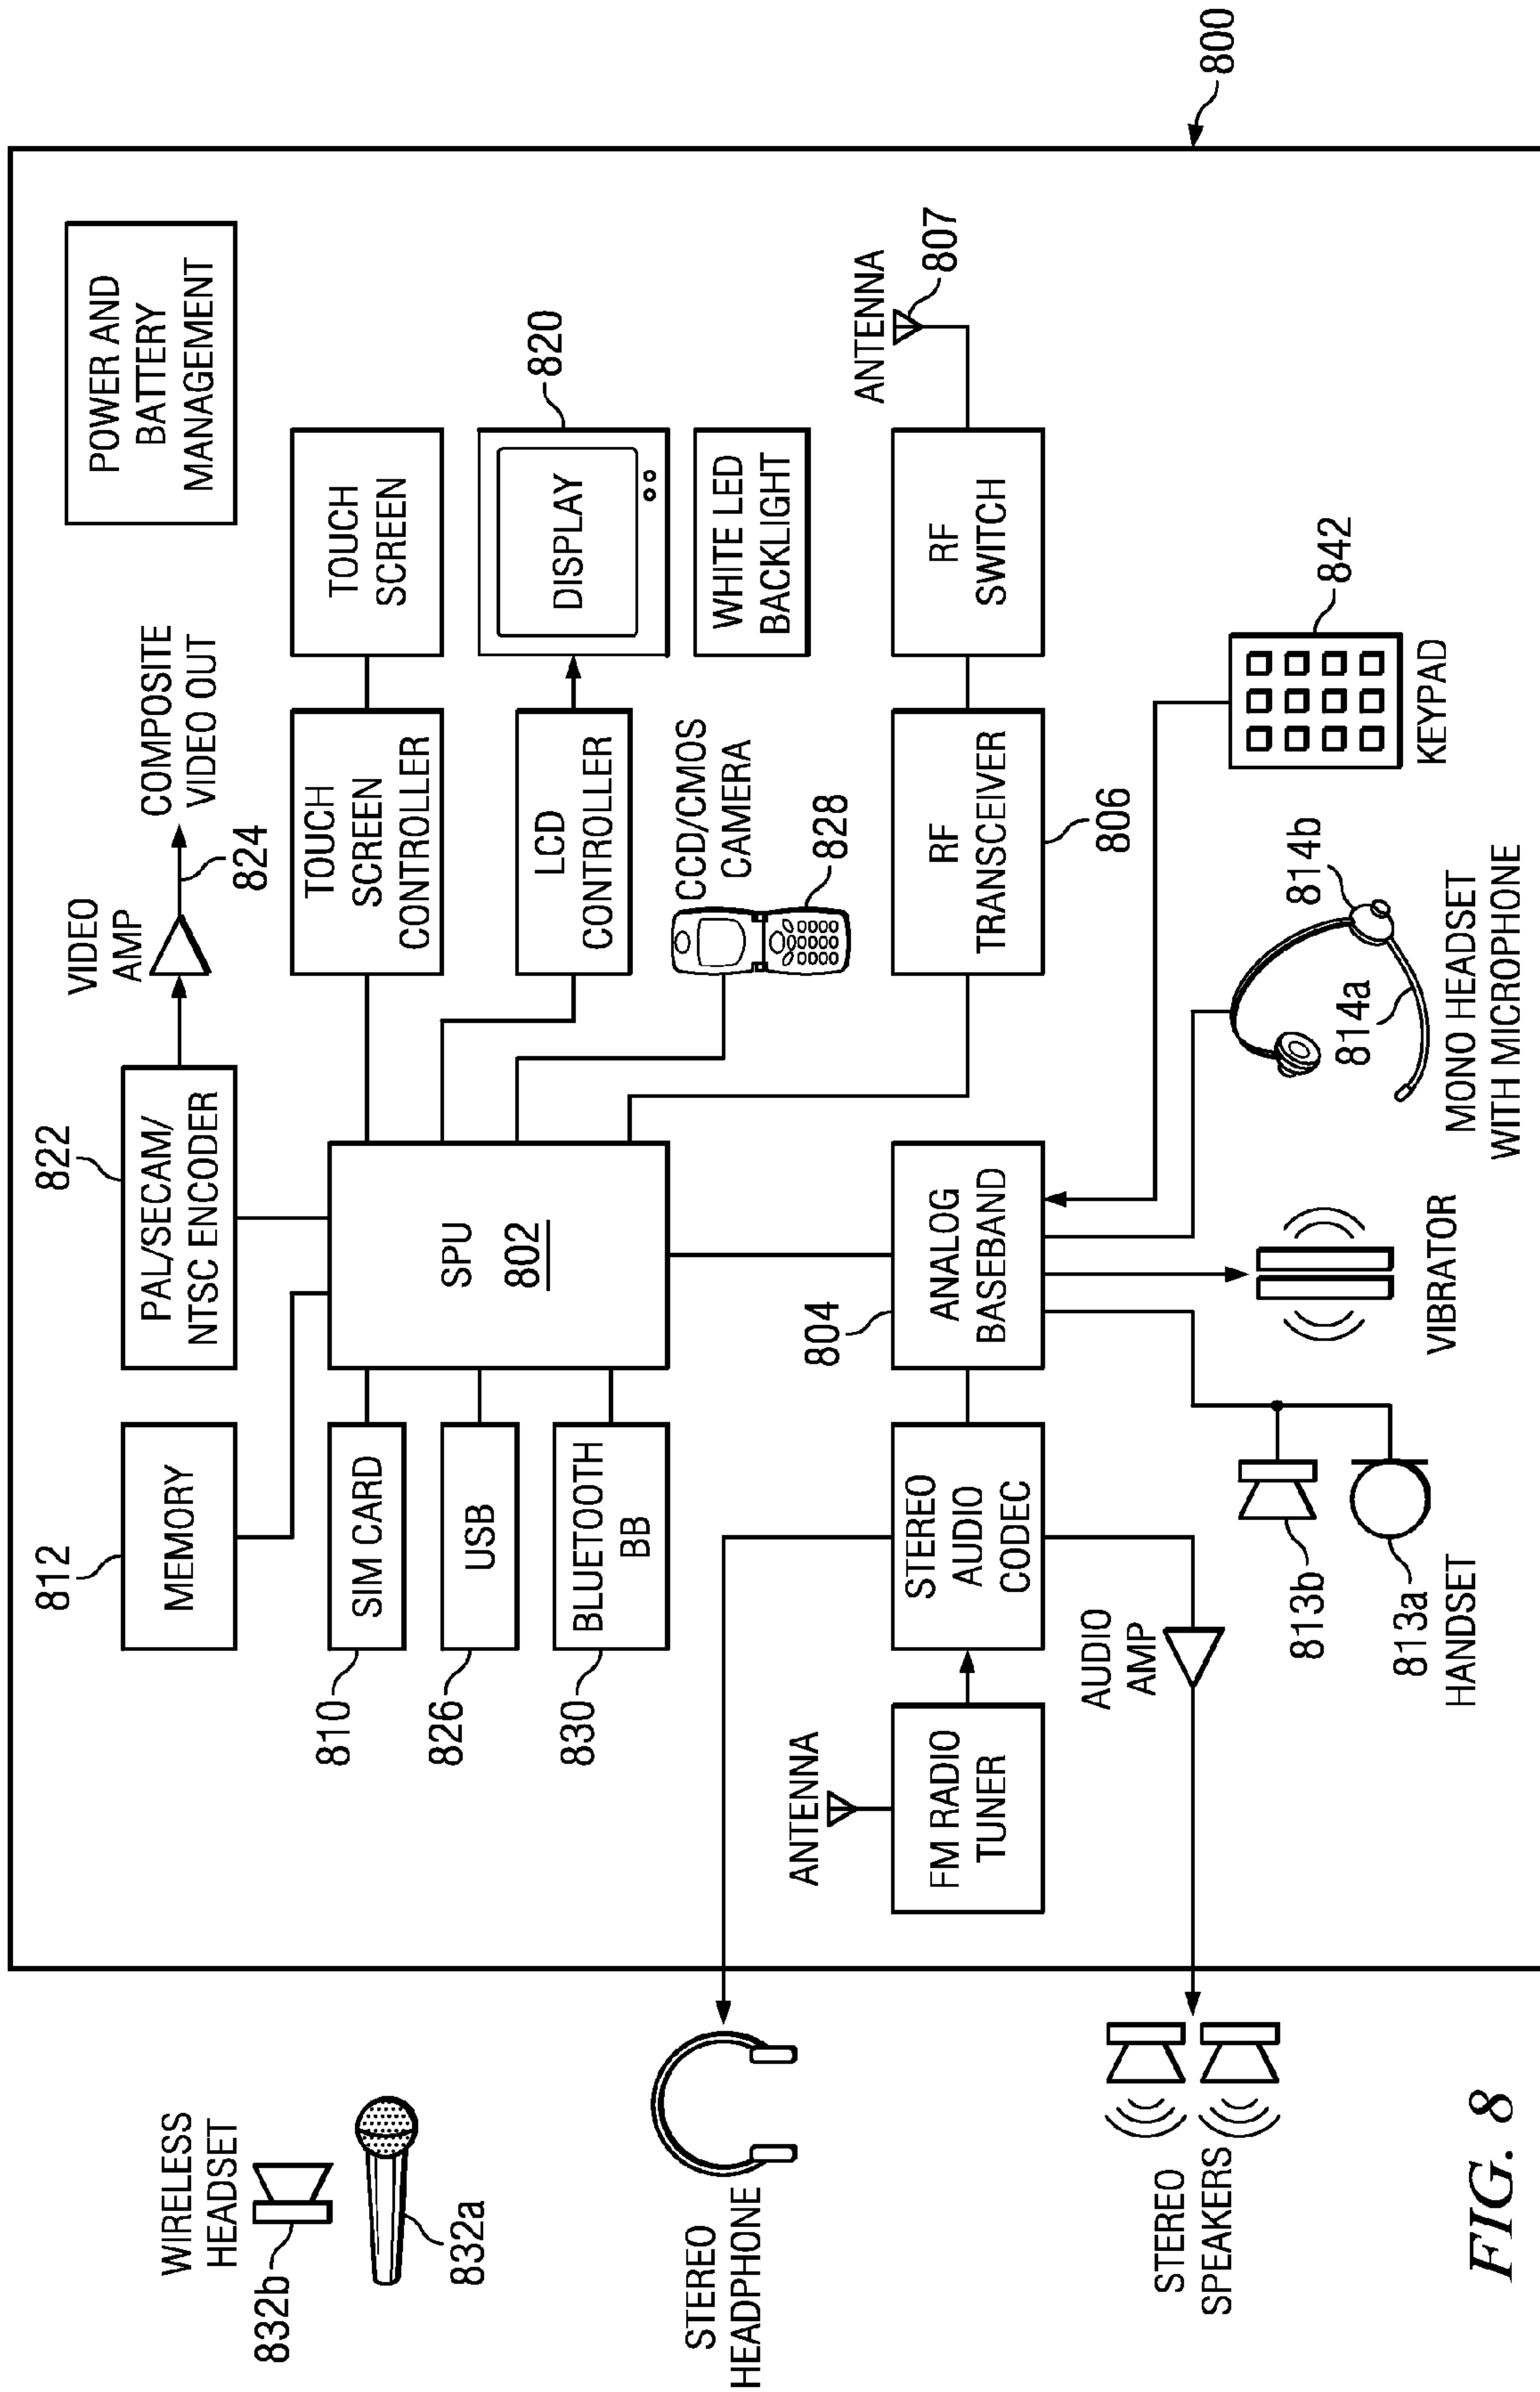 800
POWER AND
BATTERY
MANAGEMENT
COMPOSITE
VIDEO OUT
824
VIDEO
AMP
822
PAL/SECAM/
NTSC ENCODER
812
MEMORY
TOUCH
SCREEN
TOUCH
SCREEN
CONTROLLER
820
DISPLAY
LCD
CONTROLLER
WHITE LED
BACKLIGHT
CCD/CMOS
CAMERA
828
SPU
802
SIM CARD
810
USB
826
BLUETOOTH
BB
830
WIRELESS
HEADSET
832b
832a
ANTENNA
807
RF
SWITCH
RF
TRANSCEIVER
806
804
ANALOG
BASEBAND
STEREO
AUDIO
CODEC
ANTENNA
FM RADIO
TUNER
STEREO
HEADPHONE
AUDIO
AMP
STEREO
SPEAKERS
842
KEYPAD
814b
814a
MONO HEADSET
WITH MICROPHONE
VIBRATOR
813b
813a
HANDSET
FIG. 8